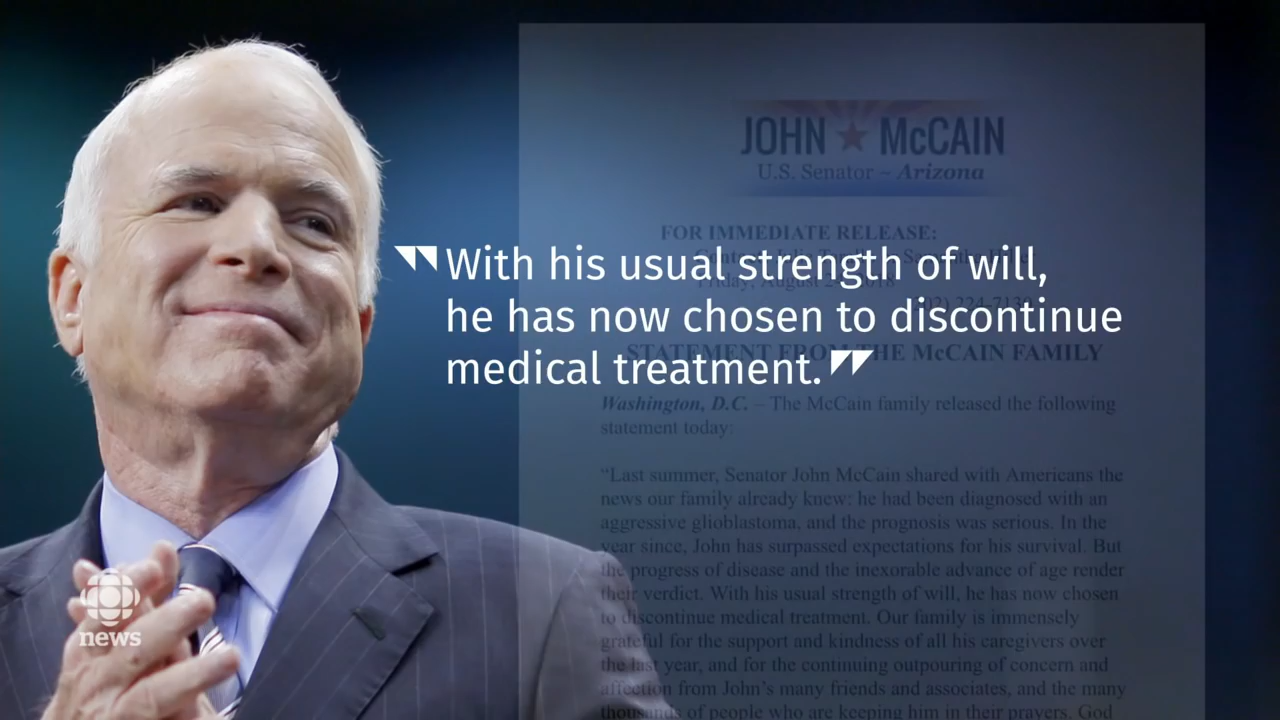 JOHN ★ McCAIN
U.S. Senator ~ Arizona
FOR IMMEDIATE RELEASE:
Friday, August
"With his usual strength of will,
he has now chosen to discontinue
medical treatment."
STATEMENT FROM THE McCAIN FAMILY
Washington, D.C. – The McCain family released the following
statement today:
“Last summer, Senator John McCain shared with Americans the
news our family already knew: he had been diagnosed with an
aggressive glioblastoma, and the prognosis was serious. In the
year since, John has surpassed expectations for his survival. But
the progress of disease and the inexorable advance of age render
their verdict. With his usual strength of will, he has now chosen
to discontinue medical treatment. Our family is immensely
grateful for the support and kindness of all his caregivers over
the last year, and for the continuing outpouring of concern and
affection from John's many friends and associates, and the many
thousands of people who are keeping him in their prayers. God
news